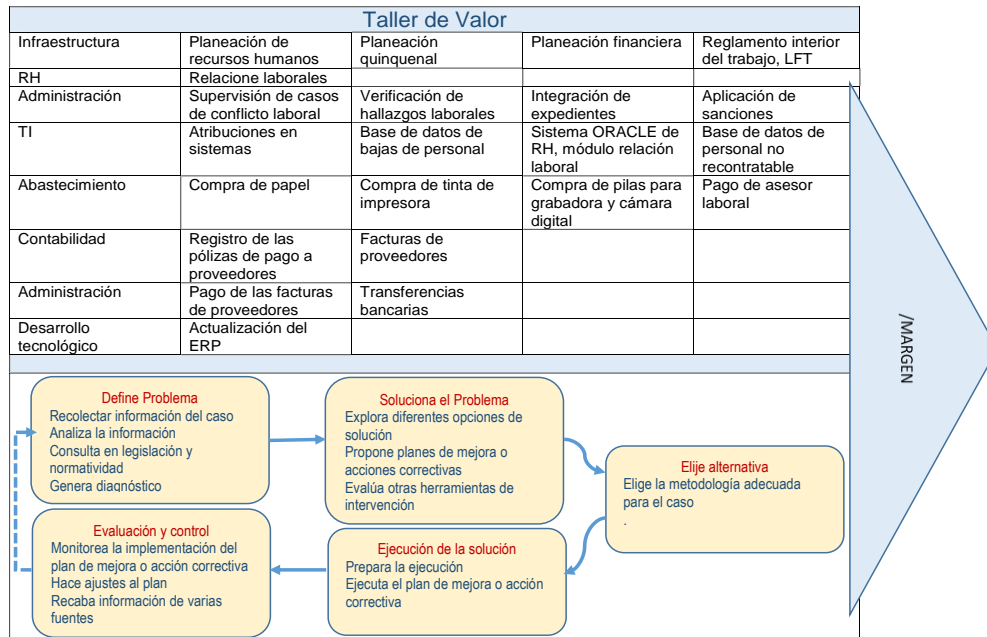 Taller de Valor
Infraestructura
Planeación de
recursos humanos
Planeación
quinquenal
Planeación financiera
Reglamento interior
del trabajo, LFT
RH
Relacione laborales
Administración
Supervisión de casos
de conflicto laboral
Verificación de
hallazgos laborales
Integración de
expedientes
Aplicación de
sanciones
TI
Atribuciones en
sistemas
Base de datos de
bajas de personal
Sistema ORACLE de
RH, módulo relación
laboral
Base de datos de
personal no
recontratable
Abastecimiento
Compra de papel
Compra de tinta de
impresora
Compra de pilas para
grabadora y cámara
digital
Pago de asesor
laboral
Contabilidad
Registro de las
pólizas de pago a
proveedores
Facturas de
proveedores
Administración
Pago de las facturas
de proveedores
Transferencias
bancarias
Desarrollo
tecnológico
Actualización del
ERP
/MARGEN
Define Problema
Recolectar información del caso
Analiza la información
Consulta en legislación y
normatividad
Genera diagnóstico
Soluciona el Problema
Explora diferentes opciones de
solución
Propone planes de mejora o
acciones correctivas
Evalúa otras herramientas de
intervención
Elije alternativa
Elige la metodología adecuada
para el caso
.
Ejecución de la solución
Prepara la ejecución
Ejecuta el plan de mejora o acción
correctiva
Evaluación y control
Monitorea la implementación del
plan de mejora o acción correctiva
Hace ajustes al plan
Recaba información de varias
fuentes